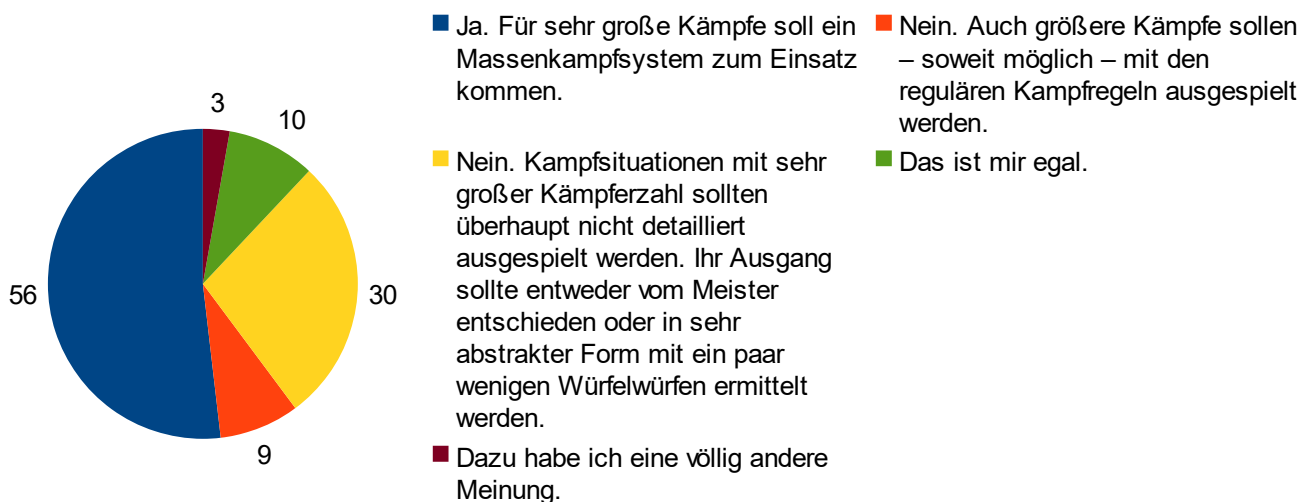 3
10
56
30
9
Ja. Für sehr große Kämpfe soll ein
Massenkampfsystem zum Einsatz
kommen.
Nein. Auch größere Kämpfe sollen
– soweit möglich – mit den
regulären Kampfregeln ausgespielt
werden.
Nein. Kampfsituationen mit sehr
großer Kämpferzahl sollten
überhaupt nicht detailliert
ausgespielt werden. Ihr Ausgang
sollte entweder vom Meister
entschieden oder in sehr
abstrakter Form mit ein paar
wenigen Würfelwürfen ermittelt
werden.
Das ist mir egal.
Dazu habe ich eine völlig andere
Meinung.